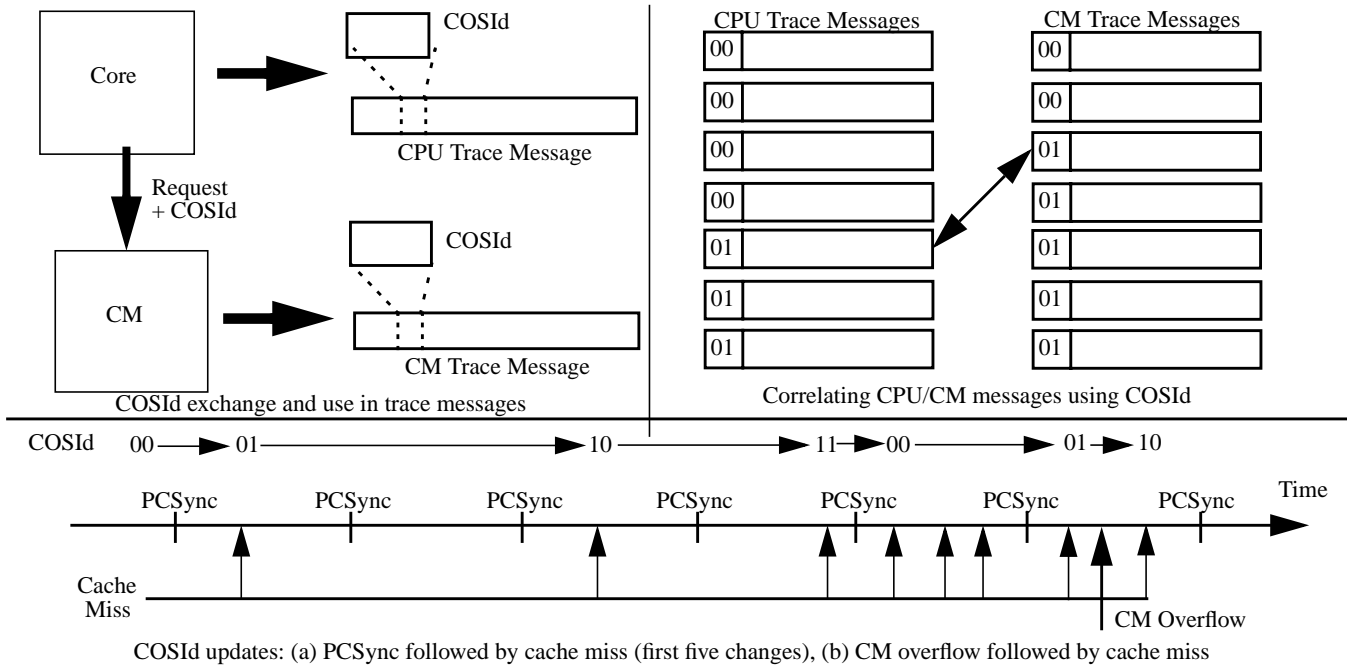 COSId
Core
CPU Trace Message
Request
+ COSId
COSId
CM
CM Trace Message
COSId exchange and use in trace messages
CPU Trace Messages
00
00
00
00
01
01
01
CM Trace Messages
00
00
01
01
01
01
01
Correlating CPU/CM messages using COSId
COSId 00 01 10 11 00 01 10
PCSync PCSync PCSync PCSync PCSync PCSync PCSync
Time
Cache
Miss
CM Overflow
COSId updates: (a) PCSync followed by cache miss (first five changes), (b) CM overflow followed by cache miss